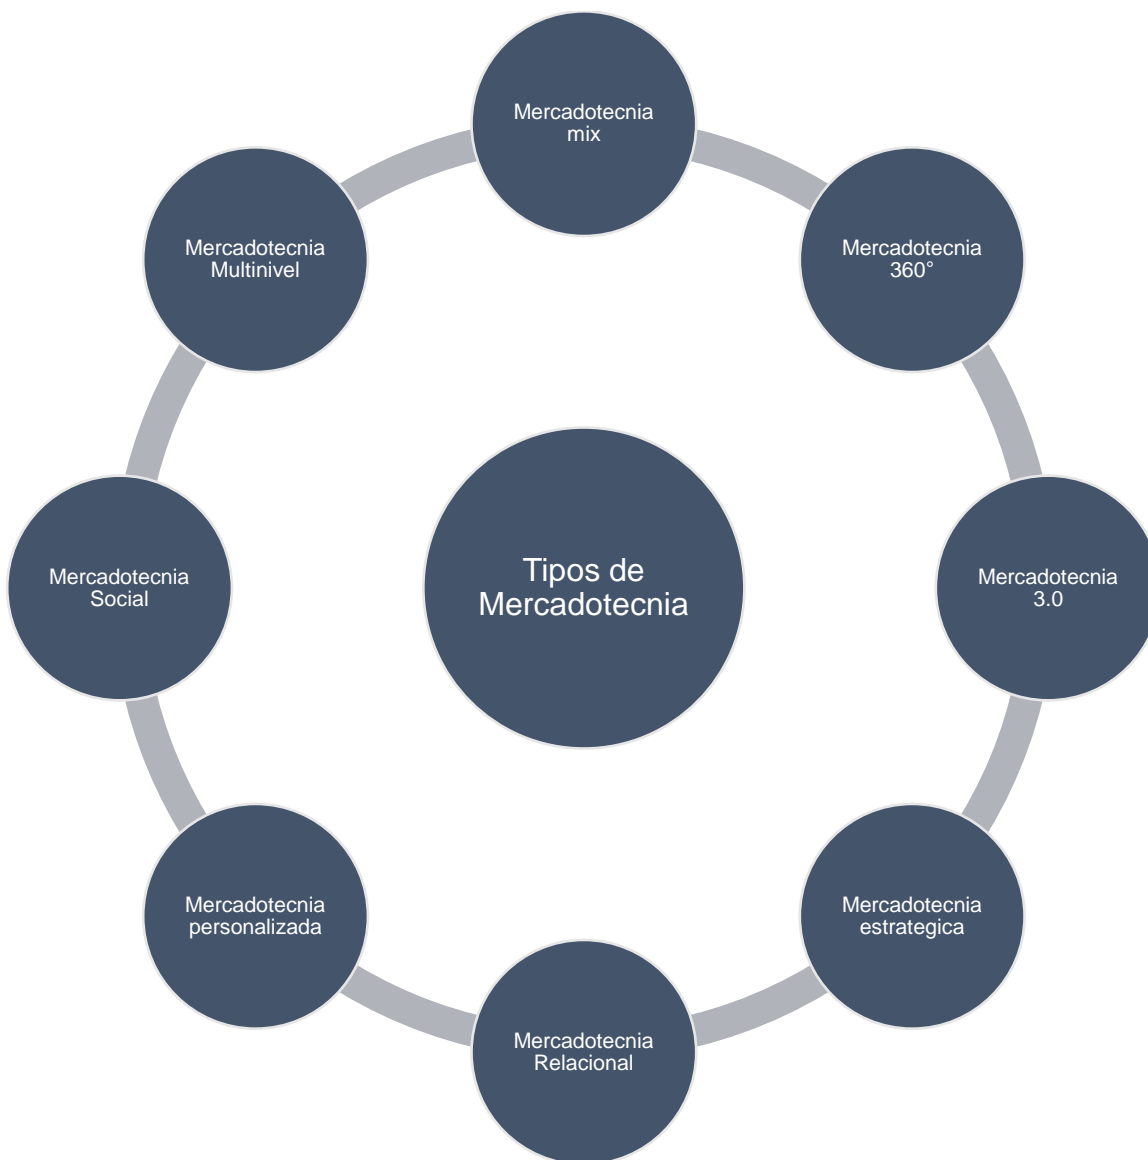 Mercadotecnia
mix
Mercadotecnia
360°
Mercadotecnia
3.0
Mercadotecnia
estrategica
Mercadotecnia
Relacional
Mercadotecnia
personalizada
Mercadotecnia
Social
Mercadotecnia
Multinivel
Tipos de
Mercadotecnia